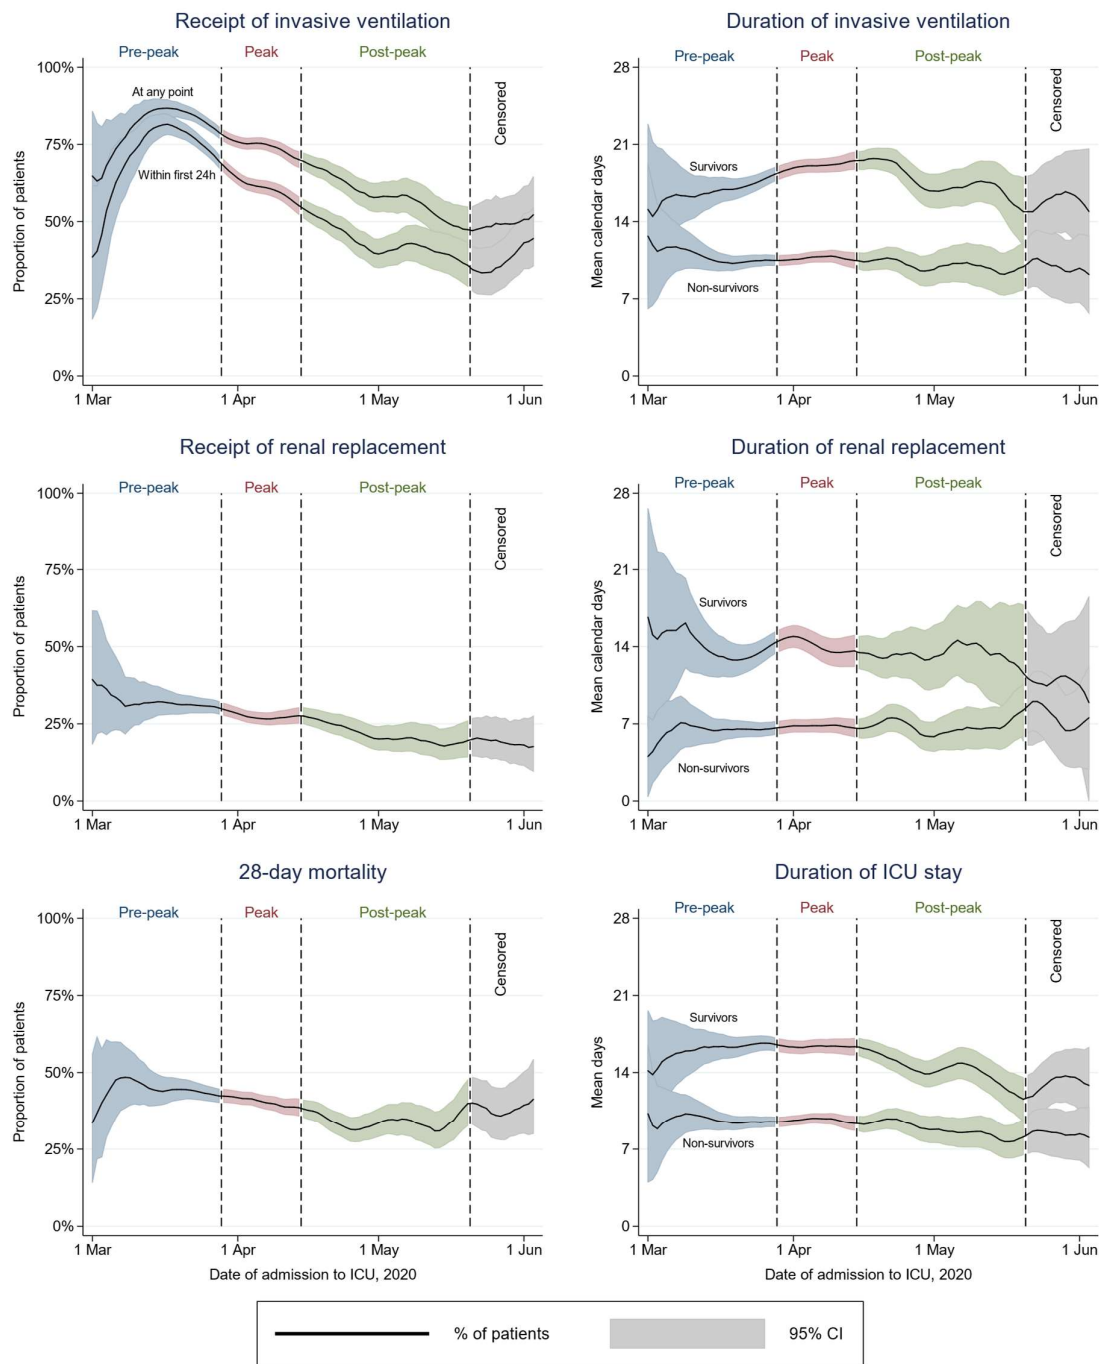 Receipt of invasive ventilation
Pre-peak
Peak
Post-peak
100%
75%
50%
25%
0%
Proportion of patients
At any point
Within first 24h
Censored
1 Mar
1 Apr
1 May
1 Jun
Duration of invasive ventilation
Pre-peak
Peak
Post-peak
28
21
14
7
0
Mean calendar days
Survivors
Non-survivors
Censored
1 Mar
1 Apr
1 May
1 Jun
Receipt of renal replacement
Pre-peak
Peak
Post-peak
100%
75%
50%
25%
0%
Proportion of patients
Censored
1 Mar
1 Apr
1 May
1 Jun
Duration of renal replacement
Pre-peak
Peak
Post-peak
28
21
14
7
0
Mean calendar days
Survivors
Non-survivors
Censored
1 Mar
1 Apr
1 May
1 Jun
28-day mortality
Pre-peak
Peak
Post-peak
100%
75%
50%
25%
0%
Proportion of patients
Censored
1 Mar
1 Apr
1 May
1 Jun
Date of admission to ICU, 2020
Duration of ICU stay
Pre-peak
Peak
Post-peak
28
21
14
7
0
Mean days
Survivors
Non-survivors
Censored
1 Mar
1 Apr
1 May
1 Jun
Date of admission to ICU, 2020
% of patients
95% CI